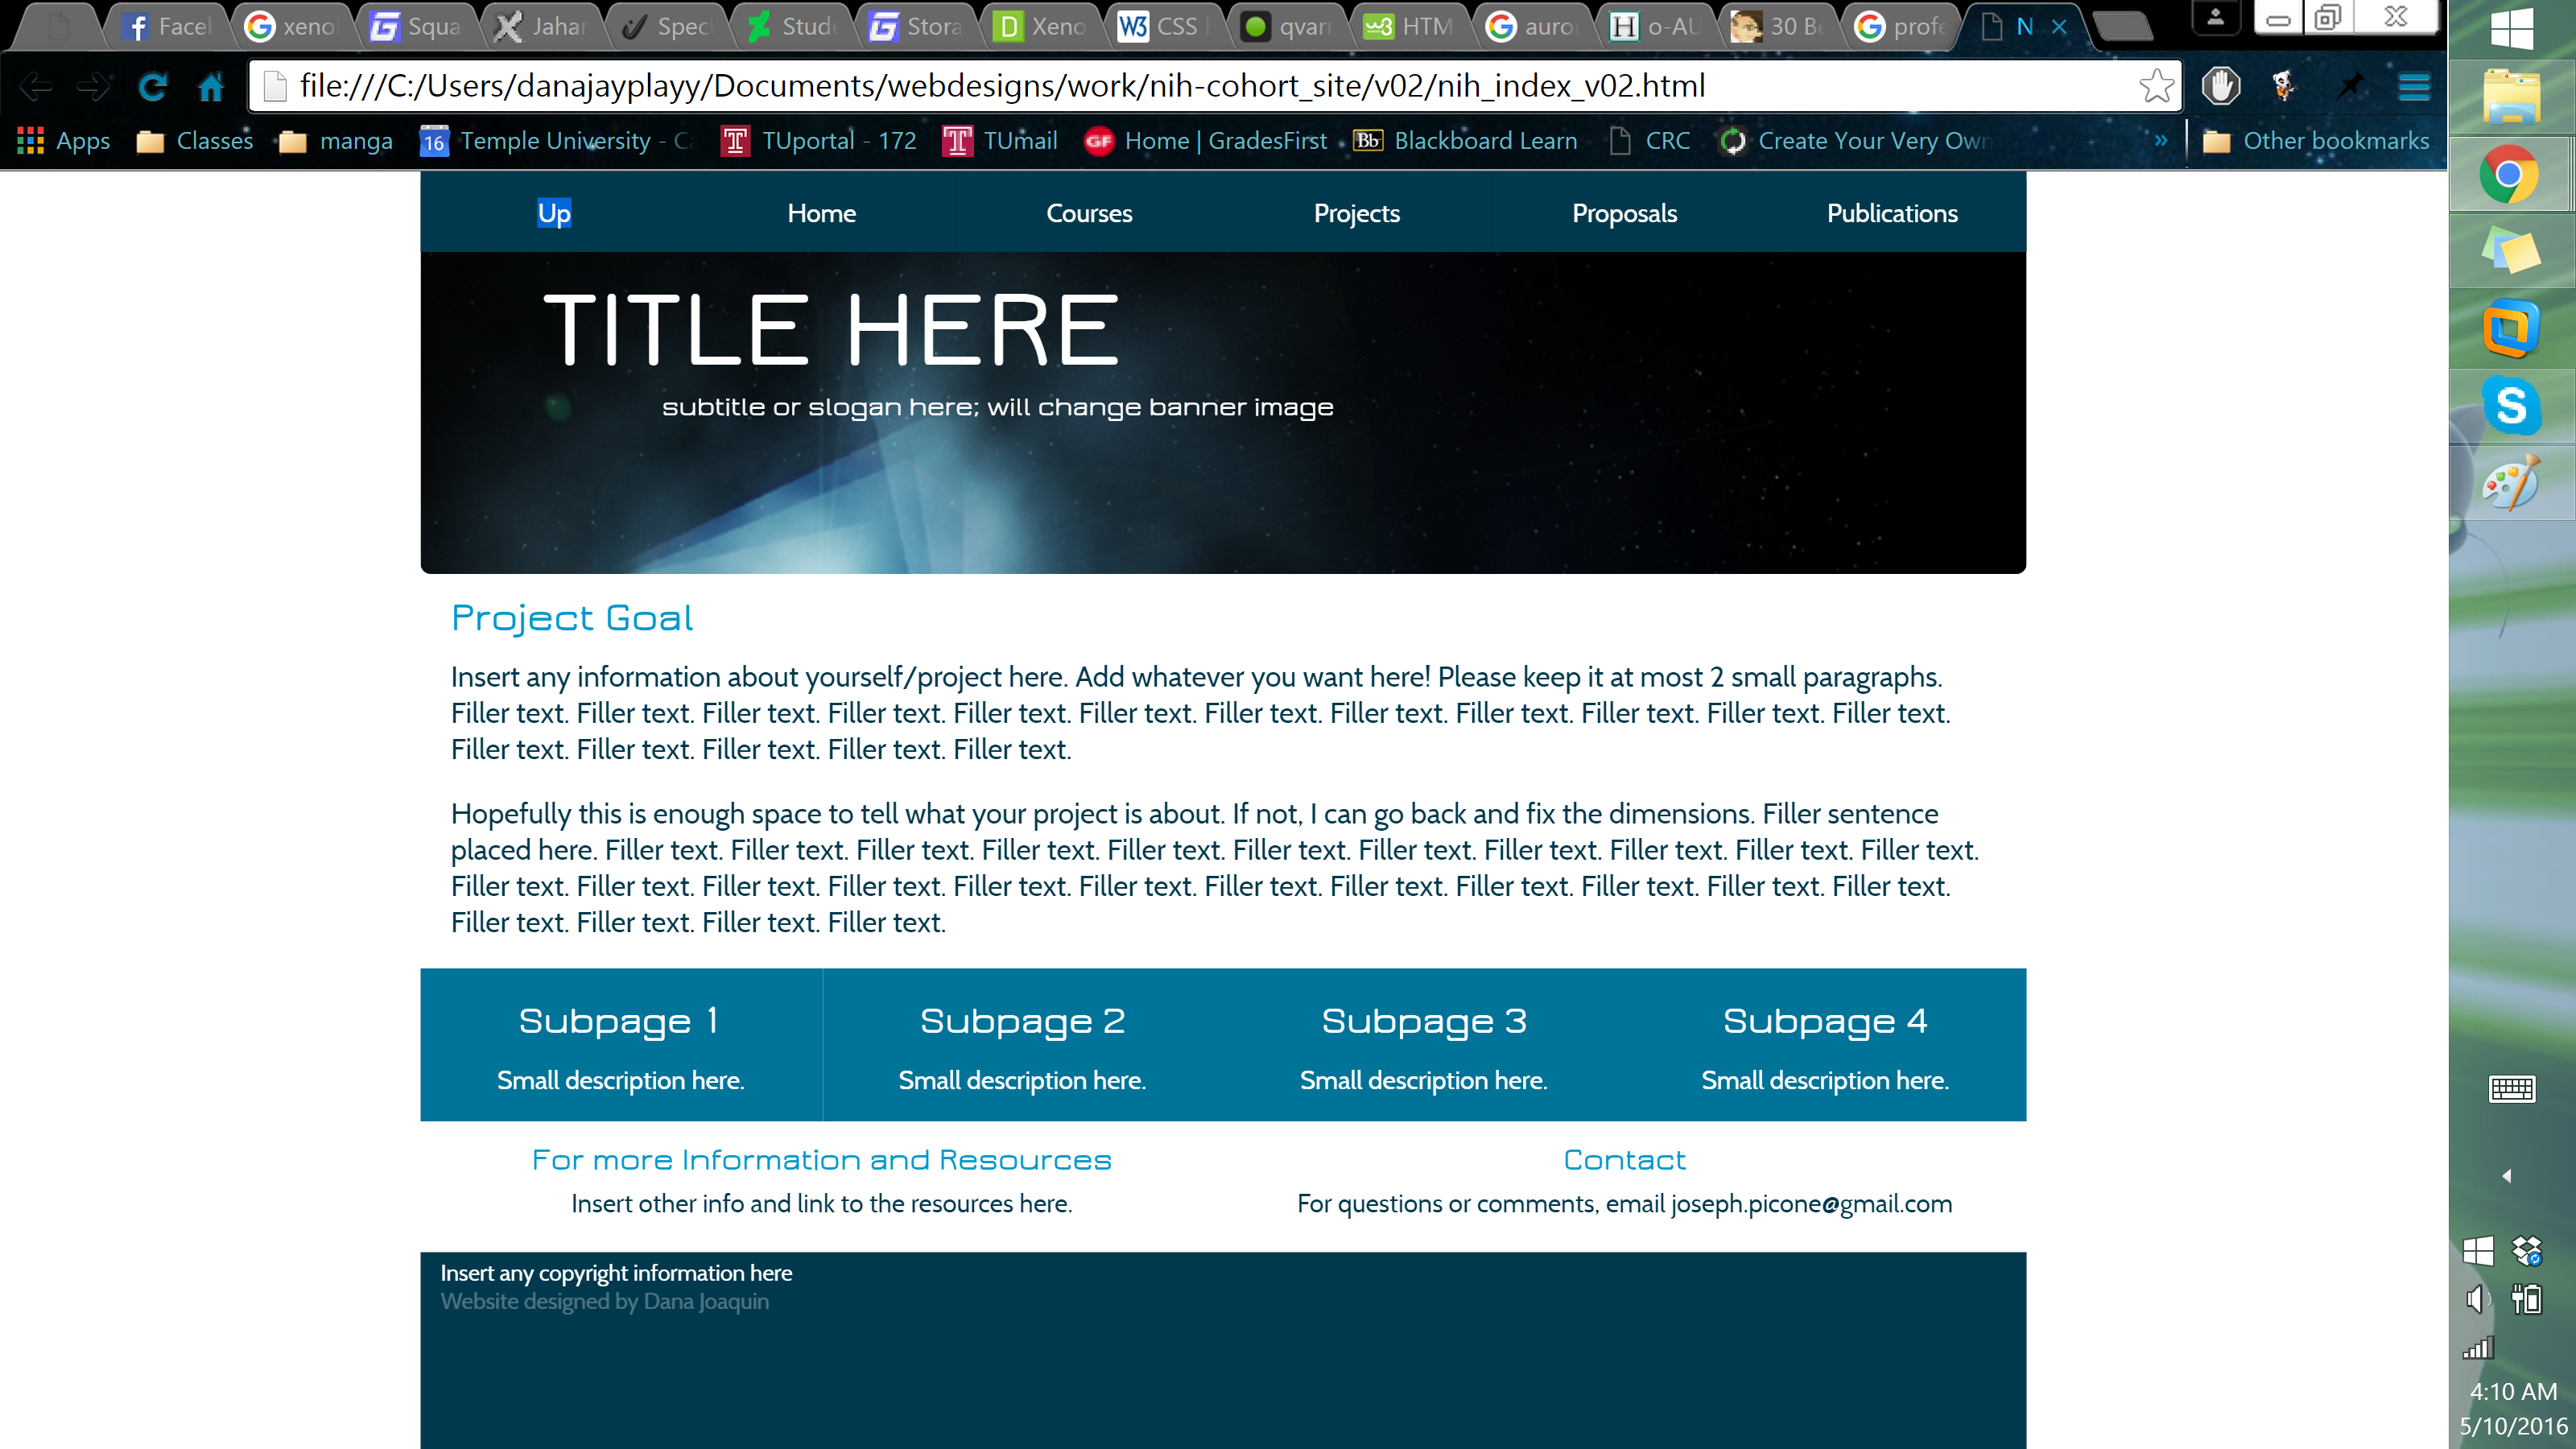 Facel
xenol
Squa
Jahar
Spec
Stude
Stora
Xeno
CSS
qvarr
HTM
auror
o-AU
30 Be
profe
N
file:///C:/Users/danajayplayy/Documents/webdesigns/work/nih-cohort_site/v02/nih_index_v02.html
Apps
Classes
manga
16
Temple University - Ca
TUportal - 172
TUmail
GF
Home | GradesFirst
Bb
Blackboard Learn
CRC
Create Your Very Own
»
Other bookmarks
Up
Home
Courses
Projects
Proposals
Publications
TITLE HERE
subtitle or slogan here; will change banner image
Project Goal
Insert any information about yourself/project here. Add whatever you want here! Please keep it at most 2 small paragraphs.
Filler text. Filler text. Filler text. Filler text. Filler text. Filler text. Filler text. Filler text. Filler text. Filler text. Filler text. Filler text.
Filler text. Filler text. Filler text. Filler text. Filler text.
Hopefully this is enough space to tell what your project is about. If not, I can go back and fix the dimensions. Filler sentence
placed here. Filler text. Filler text. Filler text. Filler text. Filler text. Filler text. Filler text. Filler text. Filler text. Filler text. Filler text.
Filler text. Filler text. Filler text. Filler text. Filler text. Filler text. Filler text. Filler text. Filler text. Filler text. Filler text. Filler text.
Filler text. Filler text. Filler text. Filler text.
Subpage 1
Small description here.
Subpage 2
Small description here.
Subpage 3
Small description here.
Subpage 4
Small description here.
For more Information and Resources
Insert other info and link to the resources here.
Contact
For questions or comments, email joseph.picone@gmail.com
Insert any copyright information here
Website designed by Dana Joaquin
4:10 AM
5/10/2016